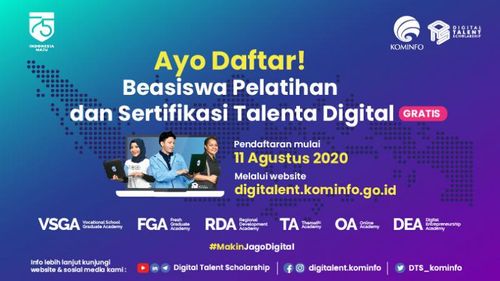 75
INDONESIA
MAJU
KOMINFO
DIGITAL
TALENT
SCHOLARSHIP
Ayo Daftar!
Beasiswa Pelatihan
dan Sertifikasi Talenta Digital GRATIS
Pendaftaran mulai
11 Agustus 2020
Melalui website
digitalent.kominfo.go.id
VSGA Vocational School Graduate Academy
FGA Fresh Graduate Academy
RDA Regional Development Academy
TA Thematic Academy
OA Online Academy
DEA Digital Entrepreneurship Academy
#MakinJagoDigital
Info lebih lanjut kunjungi
website & sosial media kami :
Digital Talent Scholarship
digitalent.kominfo
DTS_kominfo